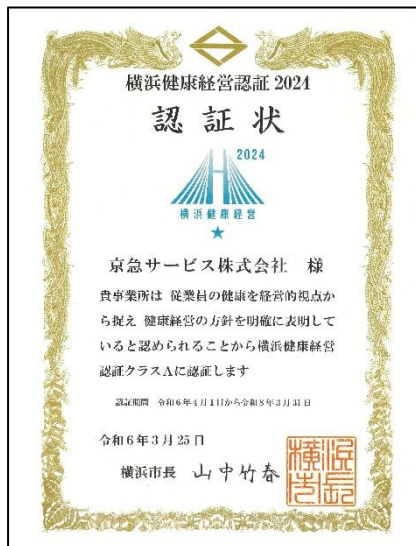 横浜健康経営認証 2024
認証状
2024
横浜健康経営
京急サービス株式会社 様
貴事業所は 従業員の健康を経営的視点か
ら捉え 健康経営の方針を明確に表明して
いると認められることから横浜健康経営
認証クラスAに認証します
認証期間 令和6年4月1日から令和8年3月31日
令和6年3月25日
横浜市長 山中竹春
横浜市長